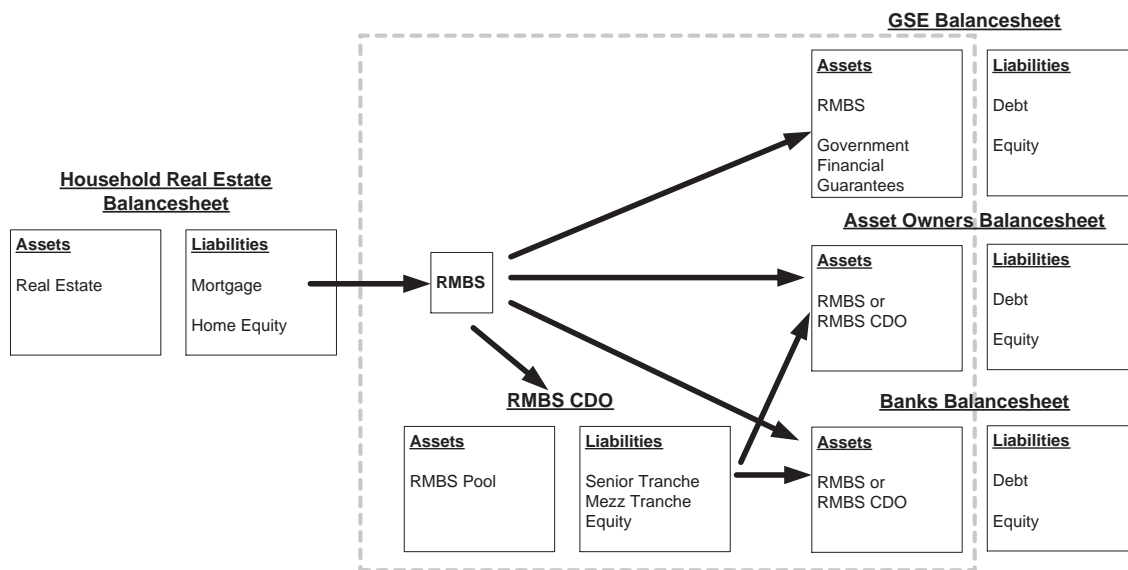 GSE Balancesheet
Assets
RMBS
Government
Financial
Guarantees
Liabilities
Debt
Equity
Household Real Estate
Balancesheet
Assets
Real Estate
Liabilities
Mortgage
Home Equity
RMBS
Asset Owners Balancesheet
Assets
RMBS or
RMBS CDO
Liabilities
Debt
Equity
RMBS CDO
Assets
RMBS Pool
Liabilities
Senior Tranche
Mezz Tranche
Equity
Banks Balancesheet
Assets
RMBS or
RMBS CDO
Liabilities
Debt
Equity